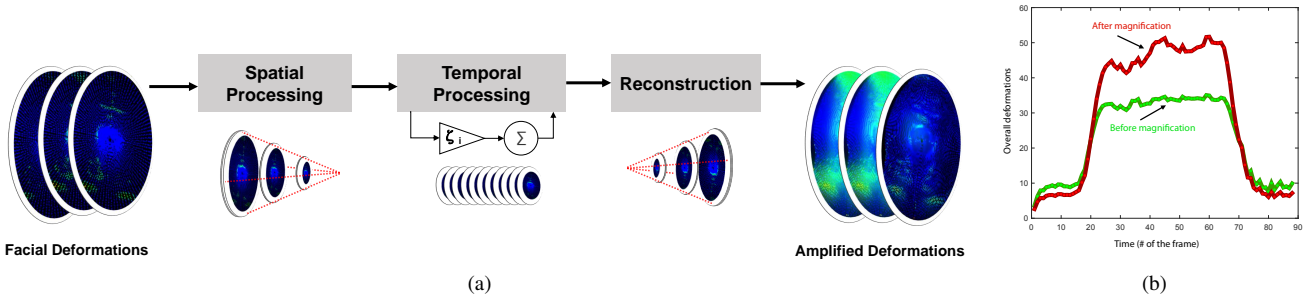 Spatial
Processing
Temporal
Processing
Reconstruction
ζ i
Σ
Facial Deformations
Amplified Deformations
(a)
60
50
40
30
20
10
0
Overall deformations
After magnification
Before magnification
0 10 20 30 40 50 60 70 80 90
Time (# of the frame)
(b)